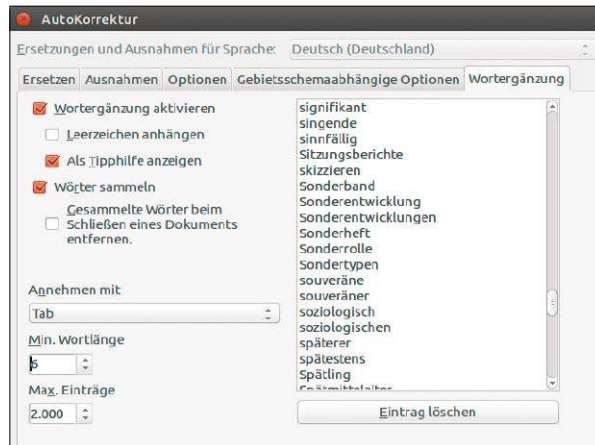 AutoKorrektur
Ersetzungen und Ausnahmen für Sprache: Deutsch (Deutschland)
Ersetzen Ausnahmen Optionen Gebietsschemaabhängige Optionen Wortergänzung
Wortergänzung aktivieren
Leerzeichen anhängen
Als Tipphilfe anzeigen
Wörter sammeln
Gesammelte Wörter beim
Schließen eines Dokuments
entfernen.
Annehmen mit
Tab
Min. Wortlänge
6
Max. Einträge
2.000
signifikant
singende
sinnfällig
Sitzungsberichte
skizzieren
Sonderband
Sonderentwicklung
Sonderentwicklungen
Sonderheft
Sonderrolle
Sondertypen
souveräne
souveräner
soziologisch
soziologischen
späterer
spätestens
Spätling
Spätmittelalter
Eintrag löschen